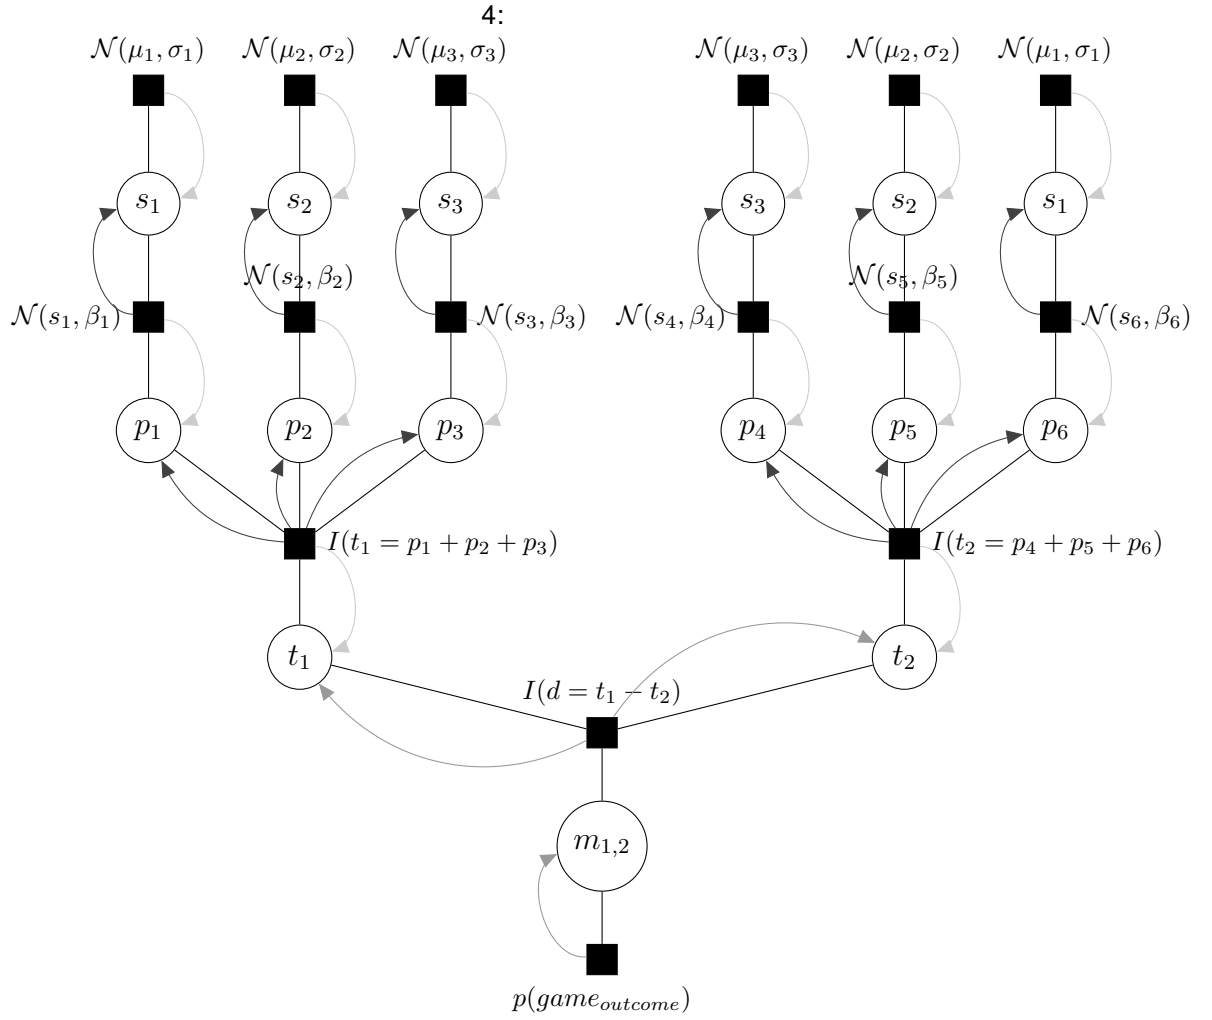 4:
𝒩(μ₁, σ₁) 𝒩(μ₂, σ₂) 𝒩(μ₃, σ₃) 𝒩(μ₃, σ₃) 𝒩(μ₂, σ₂) 𝒩(μ₁, σ₁)
s₁ s₂ s₃ s₃ s₂ s₁
𝒩(s₂, β₂) 𝒩(s₅, β₅)
𝒩(s₁, β₁) 𝒩(s₃, β₃) 𝒩(s₄, β₄) 𝒩(s₆, β₆)
p₁ p₂ p₃ p₄ p₅ p₆
I(t₁ = p₁ + p₂ + p₃) I(t₂ = p₄ + p₅ + p₆)
t₁ t₂
I(d = t₁ − t₂)
m₁,₂
p(game_{outcome})